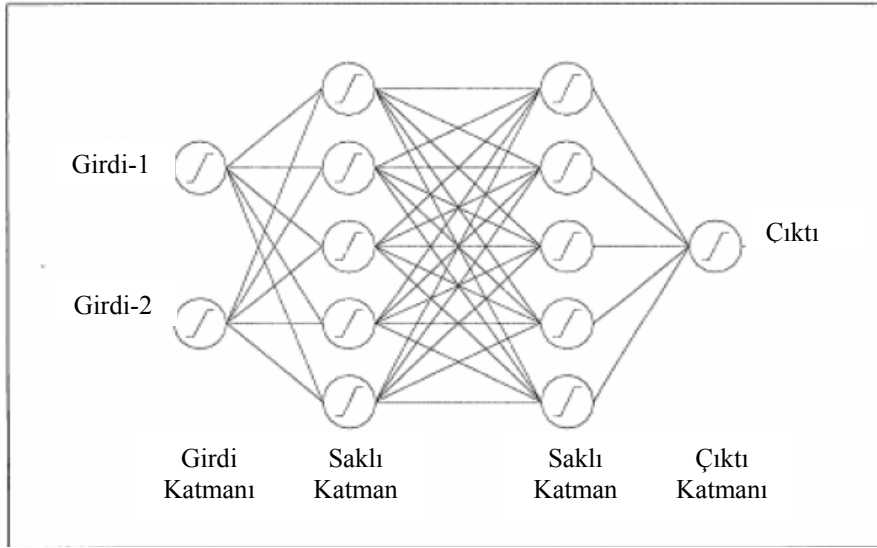 Girdi-1
Girdi-2
Çıktı
Girdi
Katmanı
Saklı
Katman
Saklı
Katman
Çıktı
Katmanı